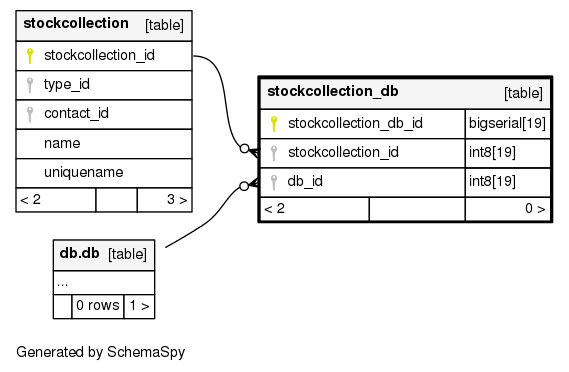 stockcollection [table]
stockcollection_id
type_id
contact_id
name
uniquename
< 2 3 >
stockcollection_db [table]
stockcollection_db_id bigserial[19]
stockcollection_id int8[19]
db_id int8[19]
< 2 0 >
db.db [table]
...
0 rows 1 >
Generated by SchemaSpy